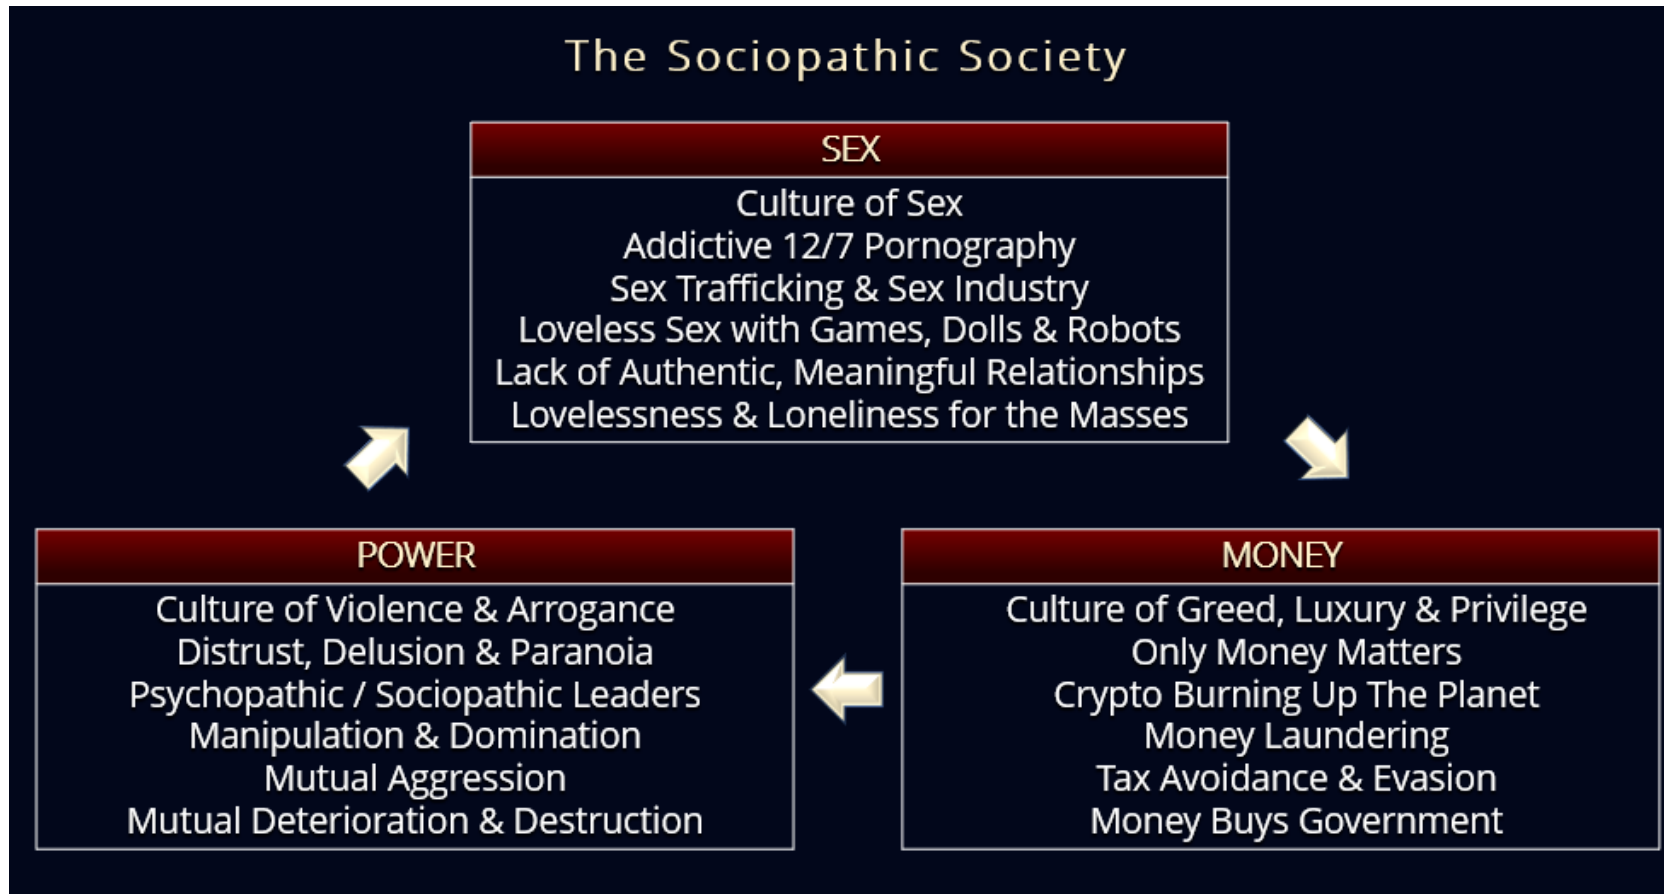 The Sociopathic Society
SEX
Culture of Sex
Addictive 12/7 Pornography
Sex Trafficking & Sex Industry
Loveless Sex with Games, Dolls & Robots
Lack of Authentic, Meaningful Relationships
Lovelessness & Loneliness for the Masses
POWER
Culture of Violence & Arrogance
Distrust, Delusion & Paranoia
Psychopathic / Sociopathic Leaders
Manipulation & Domination
Mutual Aggression
Mutual Deterioration & Destruction
MONEY
Culture of Greed, Luxury & Privilege
Only Money Matters
Crypto Burning Up The Planet
Money Laundering
Tax Avoidance & Evasion
Money Buys Government